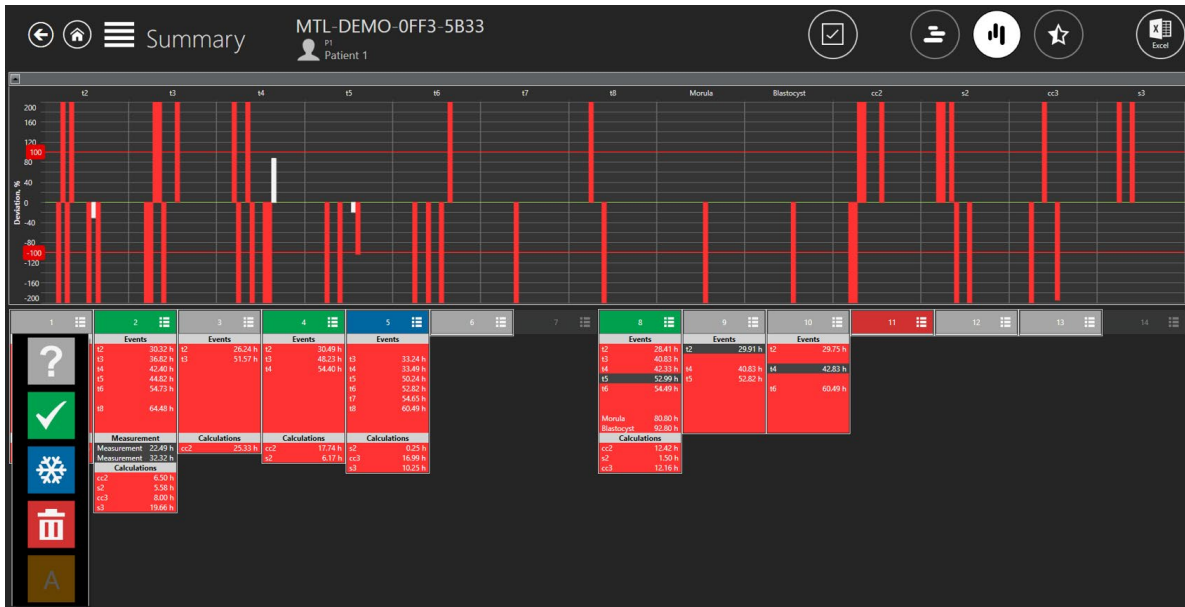 Summary
MTL-DEMO-0FF3-5B33
P1
Patient 1
X
Excel
t2 t3 t4 t5 t6 t7 t8 Morula Blastocyst cc2 s2 cc3 s3
Deviation, %
200
160
120
100
80
40
0
-40
-80
-100
-120
-160
-200
1 2 3 4 5 6 7 8 9 10 11 12 13 14
?
A
Events
t2 30.32 h
t3 36.82 h
t4 42.40 h
t5 44.82 h
t6 54.73 h
t8 64.48 h
Measurement
Measurement 22.49 h
Measurement 32.32 h
Calculations
cc2 6.50 h
s2 5.58 h
cc3 8.00 h
s3 19.66 h
Events
t2 26.24 h
t3 51.57 h
Calculations
cc2 25.33 h
Events
t2 30.49 h
t3 48.23 h
t4 54.40 h
Calculations
cc2 17.74 h
s2 6.17 h
Events
t3 33.24 h
t4 33.49 h
t5 50.24 h
t6 52.82 h
t7 54.65 h
t8 60.49 h
Calculations
s2 0.25 h
cc3 16.99 h
s3 10.25 h
Events
t2 28.41 h
t3 40.83 h
t4 42.33 h
t5 52.99 h
t6 54.49 h
Morula 80.80 h
Blastocyst 92.80 h
Calculations
cc2 12.42 h
s2 1.50 h
cc3 12.16 h
Events
t2 29.91 h
t4 40.83 h
t5 52.82 h
Events
t2 29.75 h
t4 42.83 h
t6 60.49 h